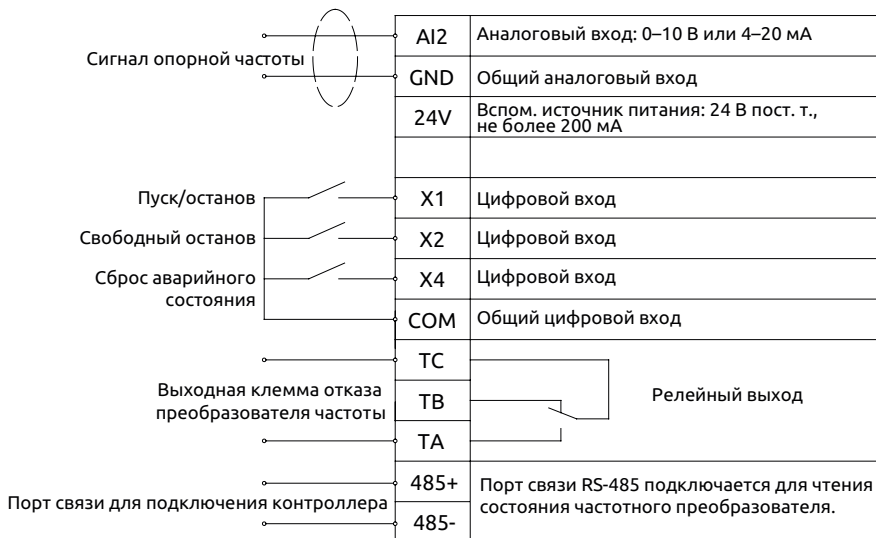 Сигнал опорной частоты
AI2
Аналоговый вход: 0–10 В или 4–20 мА
GND
Общий аналоговый вход
24V
Вспом. источник питания: 24 В пост. т.,
не более 200 мА
Пуск/останов
X1
Цифровой вход
Свободный останов
X2
Цифровой вход
Сброс аварийного
состояния
X4
Цифровой вход
COM
Общий цифровой вход
TC
Выходная клемма отказа
преобразователя частоты
TB
Релейный выход
TA
Порт связи для подключения контроллера
485+
485-
Порт связи RS-485 подключается для чтения
состояния частотного преобразователя.